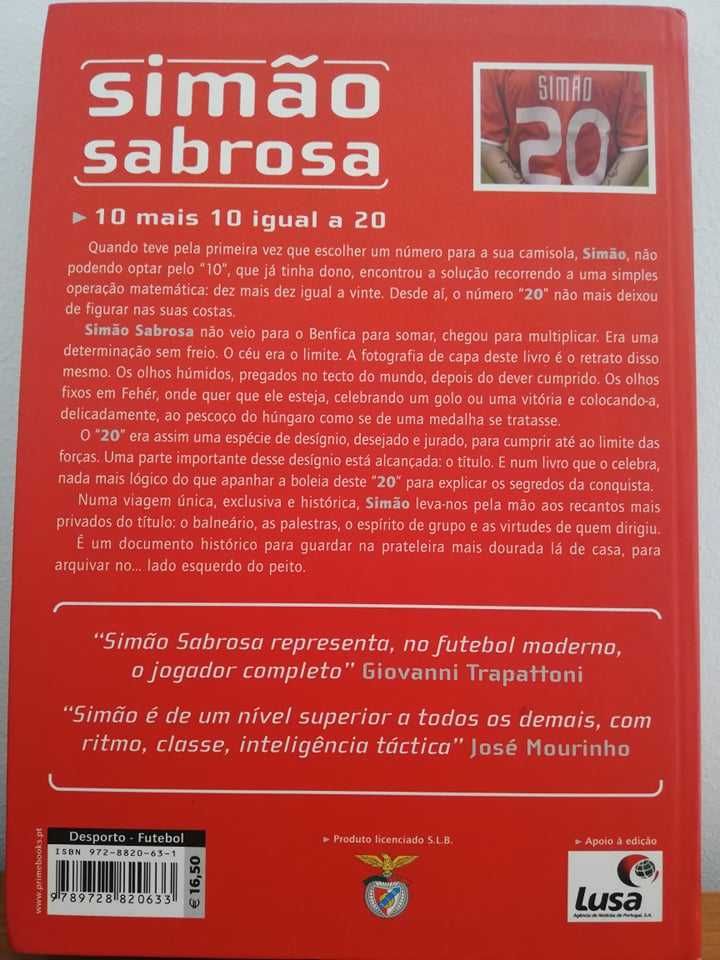 simão
sabrosa
SIMÃO
20
10 mais 10 igual a 20
Quando teve pela primeira vez que escolher um número para a sua camisola, Simão, não
podendo optar pelo "10", que já tinha dono, encontrou a solução recorrendo a uma simples
operação matemática: dez mais dez igual a vinte. Desde aí, o número "20" não mais deixou
de figurar nas suas costas.
Simão Sabrosa não veio para o Benfica para somar, chegou para multiplicar. Era uma
determinação sem freio. O céu era o limite. A fotografia de capa deste livro é o retrato disso
mesmo. Os olhos húmidos, pregados no tecto do mundo, depois do dever cumprido. Os olhos
fixos em Fehér, onde quer que ele esteja, celebrando um golo ou uma vitória e colocando-a,
delicadamente, ao pescoço do húngaro como se de uma medalha se tratasse.
O "20" era assim uma espécie de desígnio, desejado e jurado, para cumprir até ao limite das
forças. Uma parte importante desse desígnio está alcançada: o título. E num livro que o celebra,
nada mais lógico do que apanhar a boleia deste "20" para explicar os segredos da conquista.
Numa viagem única, exclusiva e histórica, Simão leva-nos pela mão aos recantos mais
privados do título: o balneário, as palestras, o espírito de grupo e as virtudes de quem dirigiu.
É um documento histórico para guardar na prateleira mais dourada lá de casa, para
arquivar no... lado esquerdo do peito.
"Simão Sabrosa representa, no futebol moderno,
o jogador completo" Giovanni Trapattoni
"Simão é de um nível superior a todos os demais, com
ritmo, classe, inteligência táctica" José Mourinho
www.primebooks.pt
Desporto - Futebol
ISBN 972-8820-63-1
9789728820633
€ 16,50
Produto licenciado S.L.B.
Apoio à edição
Lusa
Agência de Notícias de Portugal, S.A.